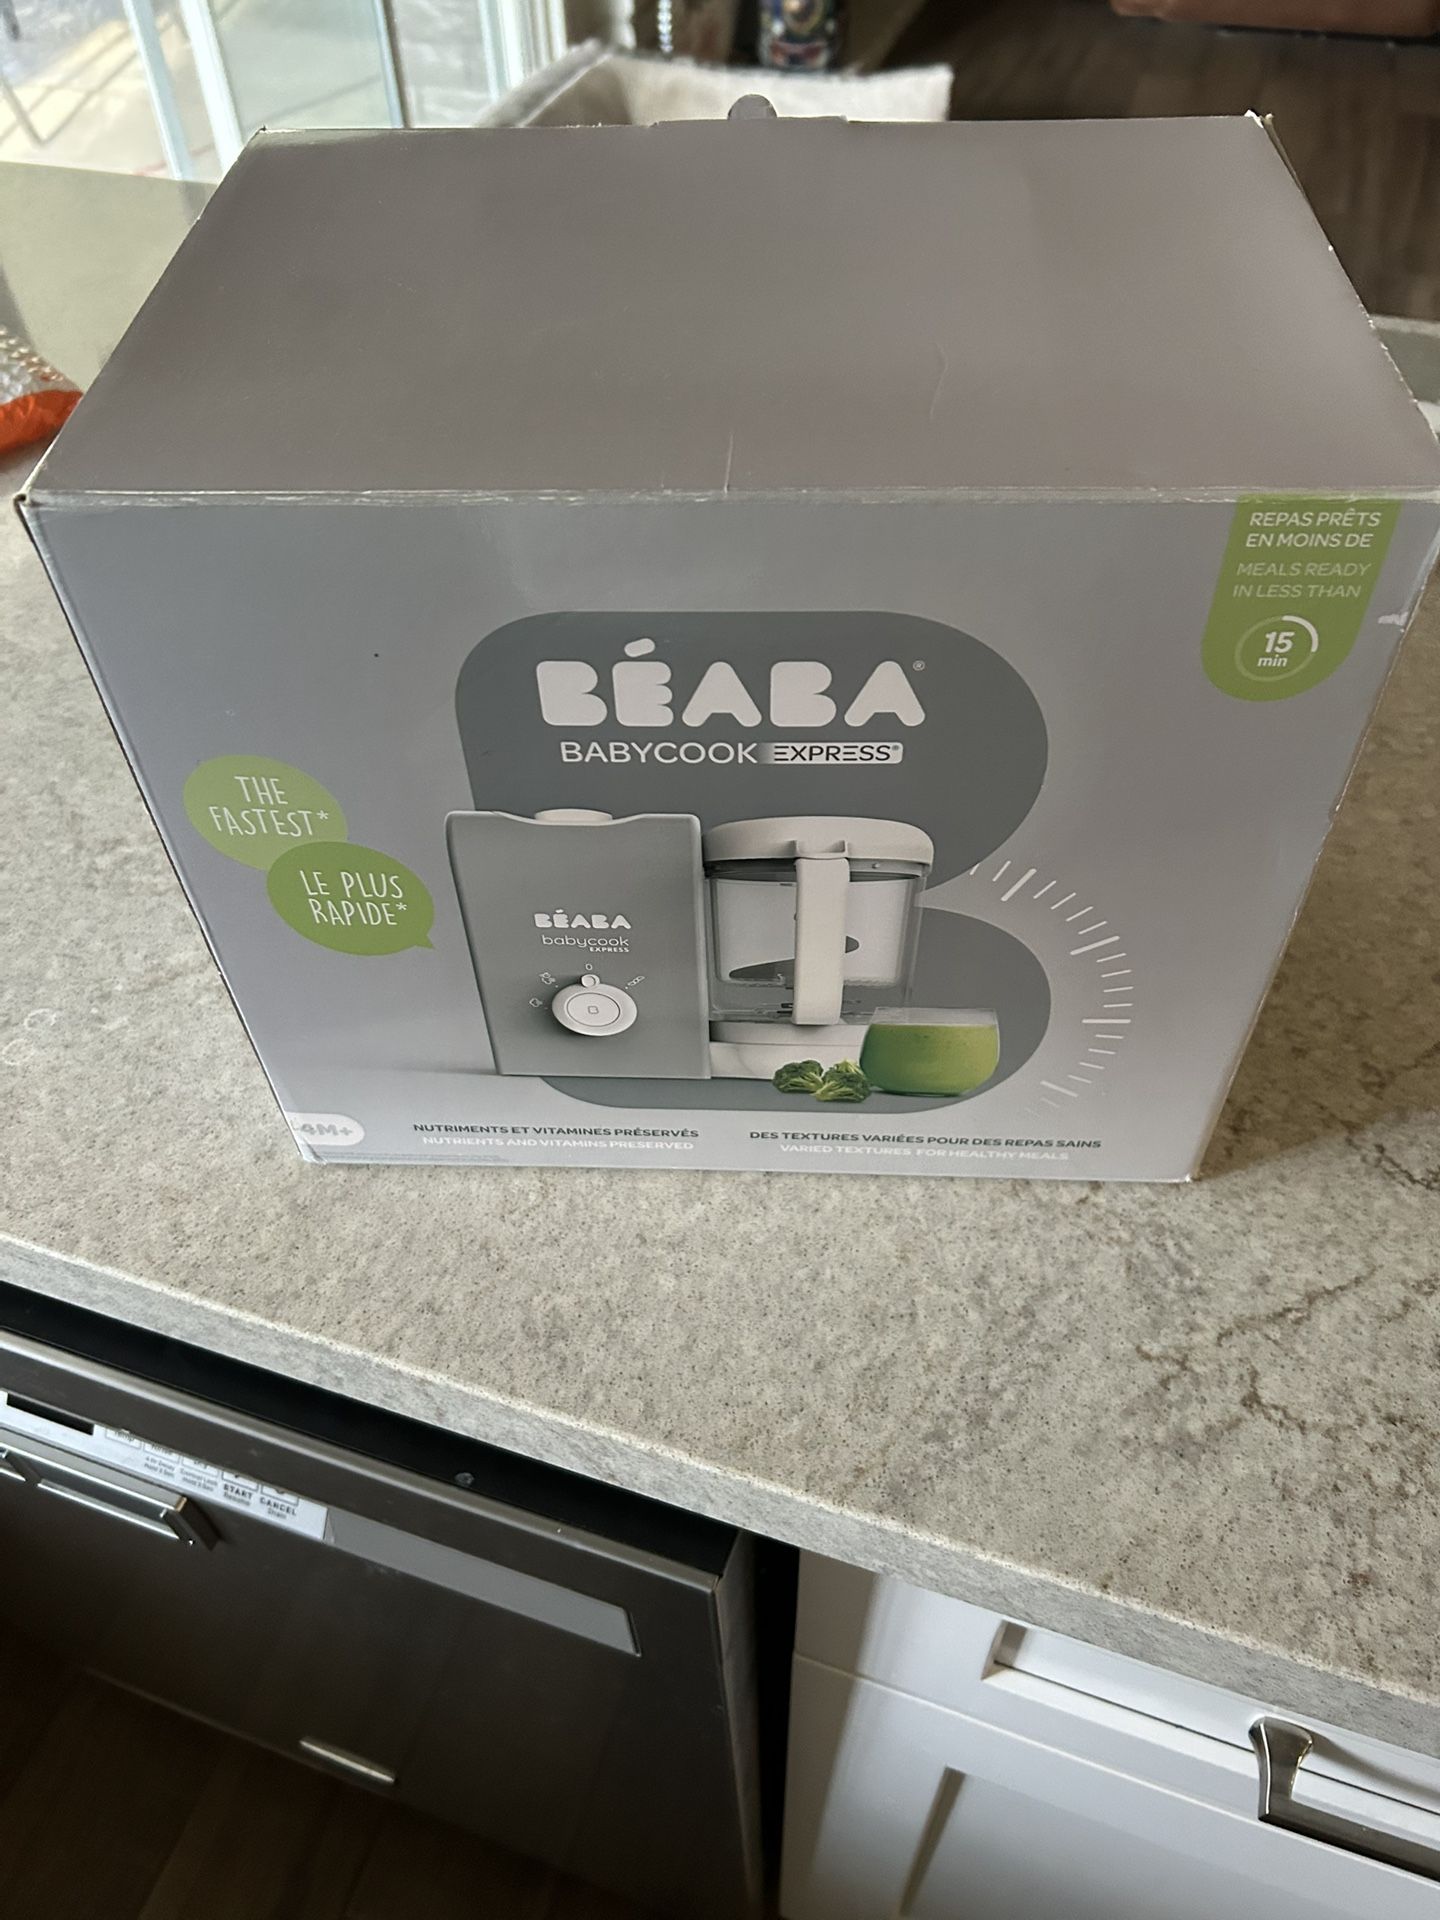 REPAS PRÊTS
EN MOINS DE
MEALS READY
IN LESS THAN
15
min
BÉABA®
BABYCOOK EXPRESS®
THE
FASTEST*
LE PLUS
RAPIDE*
BÉABA
babycook
EXPRESS
4M+
NUTRIMENTS ET VITAMINES PRÉSERVÉS
NUTRIENTS AND VITAMINS PRESERVED
DES TEXTURES VARIÉES POUR DES REPAS SAINS
VARIED TEXTURES FOR HEALTHY MEALS
START
CANCEL
Drain